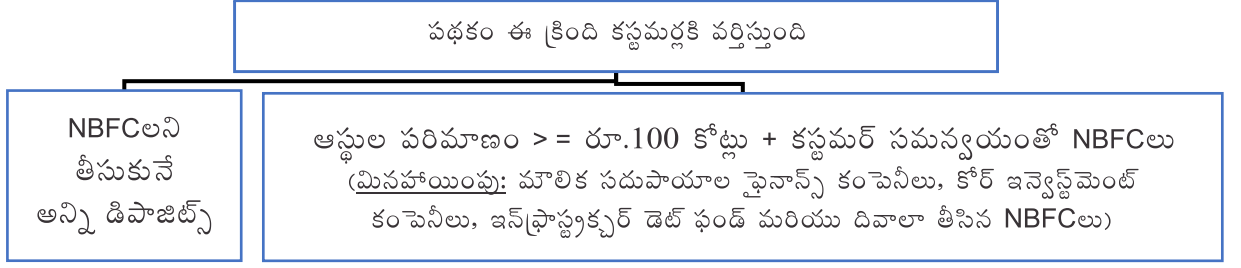 పథకం ఈ క్రింది కస్టమర్లకి వర్తిస్తుంది
NBFCలని
తీసుకునే
అన్ని డిపాజిట్స్
ఆస్థుల పరిమాణం > = రూ.100 కోట్లు + కస్టమర్ సమన్వయంతో NBFCలు
(మినహాయింపు: మౌలిక సదుపాయాల ఫైనాన్స్ కంపెనీలు, కోర్ ఇన్వెస్ట్‌మెంట్
కంపెనీలు, ఇన్‌ఫ్రాస్ట్రక్చర్ డెట్ ఫండ్ మరియు దివాలా తీసిన NBFCలు)